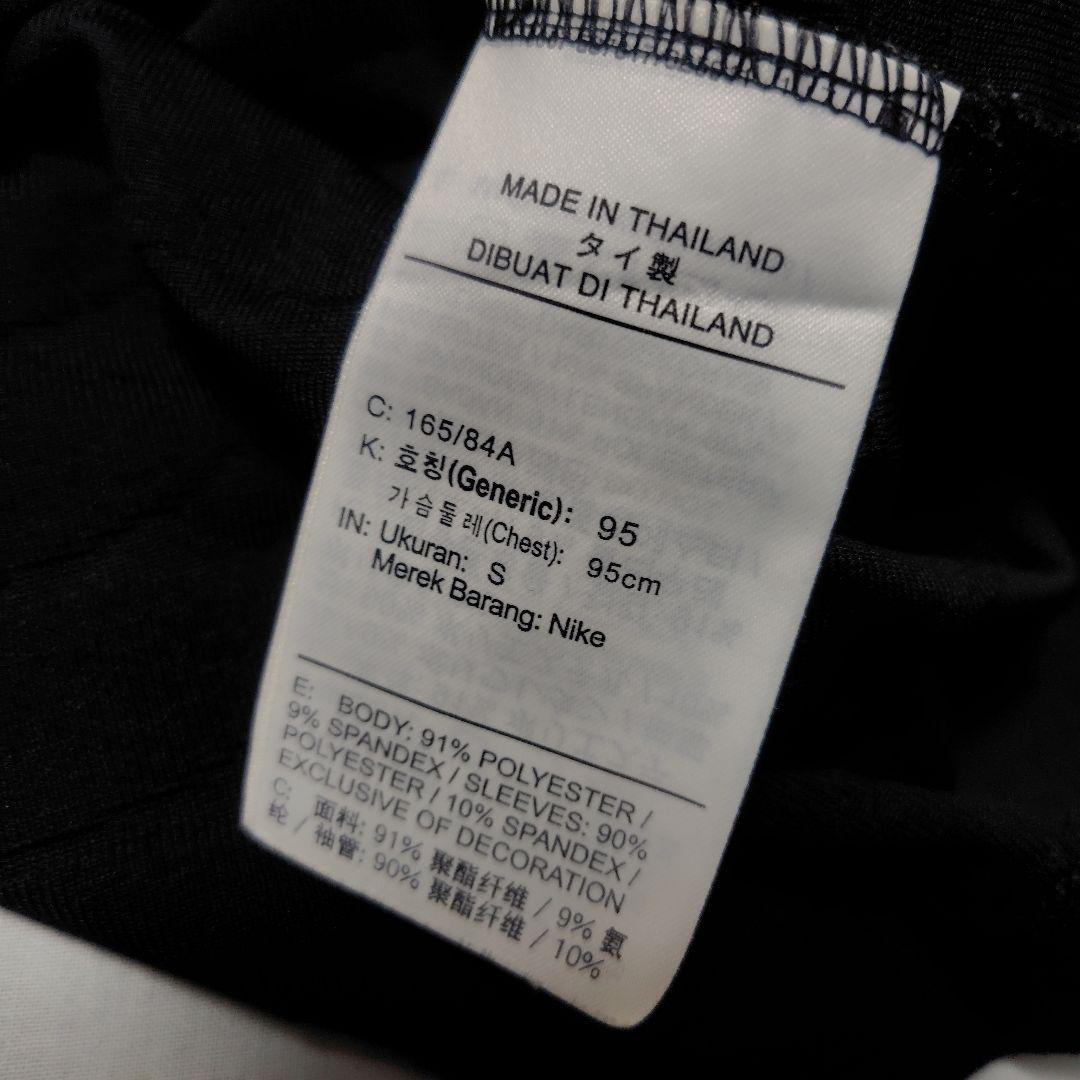 MADE IN THAILAND
タイ製
DIBUAT DI THAILAND
C: 165/84A
K: 호칭(Generic): 95
가슴둘레(Chest): 95cm
IN: Ukuran: S
Merek Barang: Nike
E: BODY: 91% POLYESTER /
9% SPANDEX / SLEEVES: 90%
POLYESTER / 10% SPANDEX /
EXCLUSIVE OF DECORATION
C: 面料: 91% 聚酯纤维 / 9% 氨
纶 / 袖管: 90% 聚酯纤维 / 10%